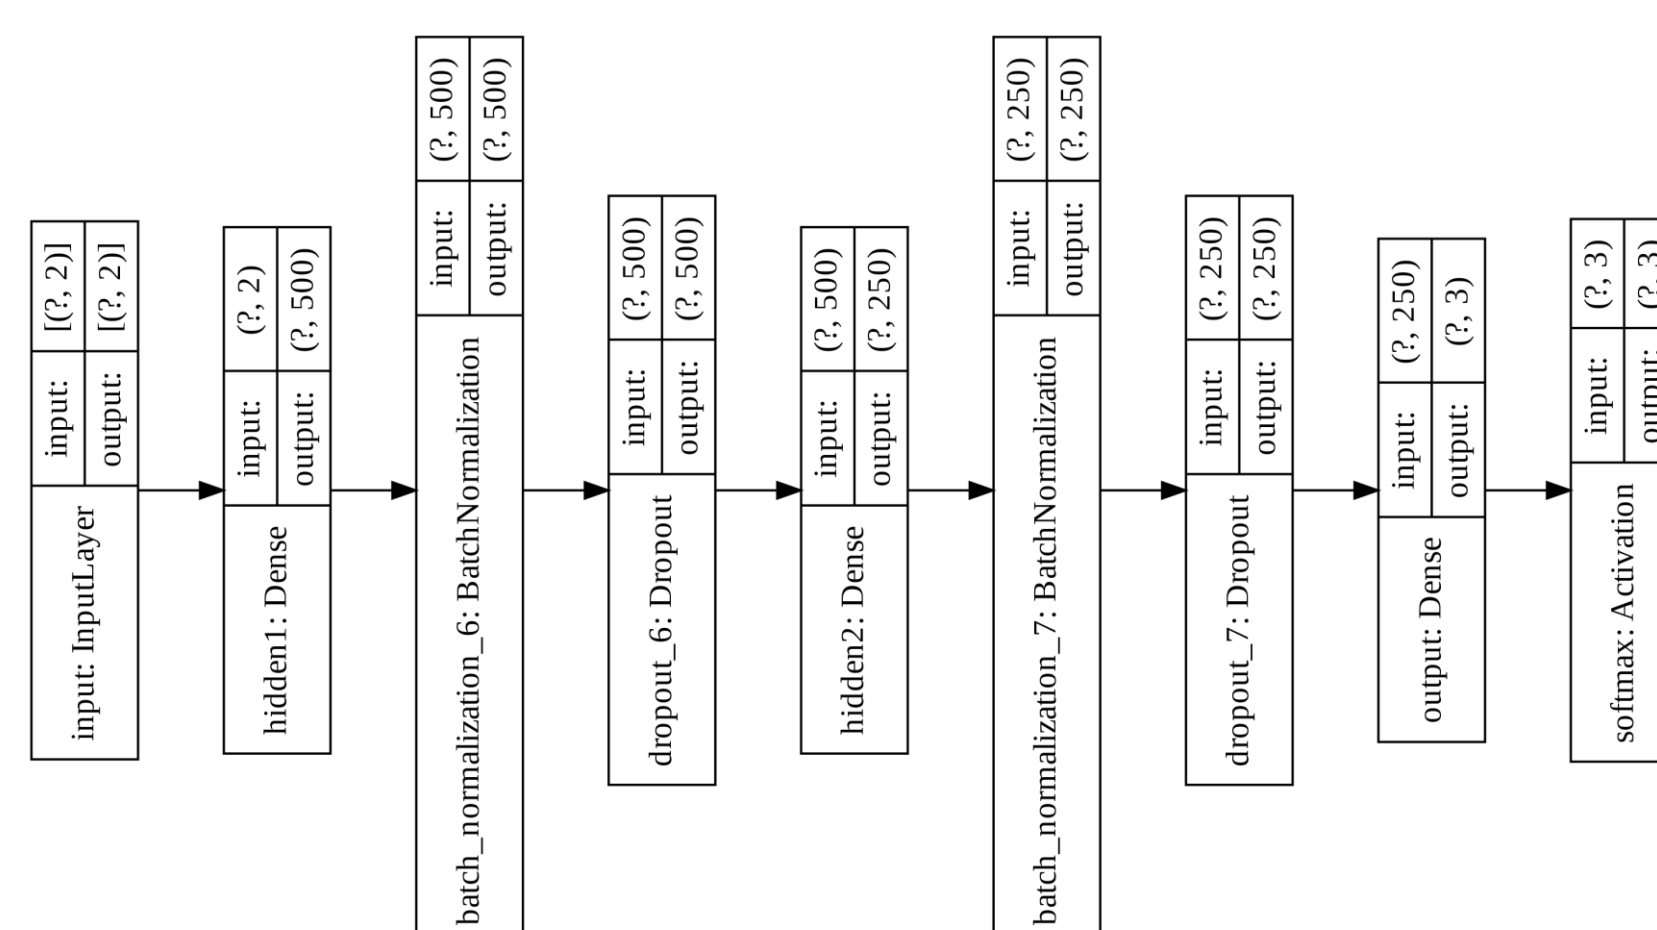 input: InputLayer
input:
[(?, 2)]
output:
[(?, 2)]
hidden1: Dense
input:
(?, 2)
output:
(?, 500)
batch_normalization_6: BatchNormalization
input:
(?, 500)
output:
(?, 500)
dropout_6: Dropout
input:
(?, 500)
output:
(?, 500)
hidden2: Dense
input:
(?, 500)
output:
(?, 250)
batch_normalization_7: BatchNormalization
input:
(?, 250)
output:
(?, 250)
dropout_7: Dropout
input:
(?, 250)
output:
(?, 250)
output: Dense
input:
(?, 250)
output:
(?, 3)
softmax: Activation
input:
(?, 3)
output:
(?, 3)